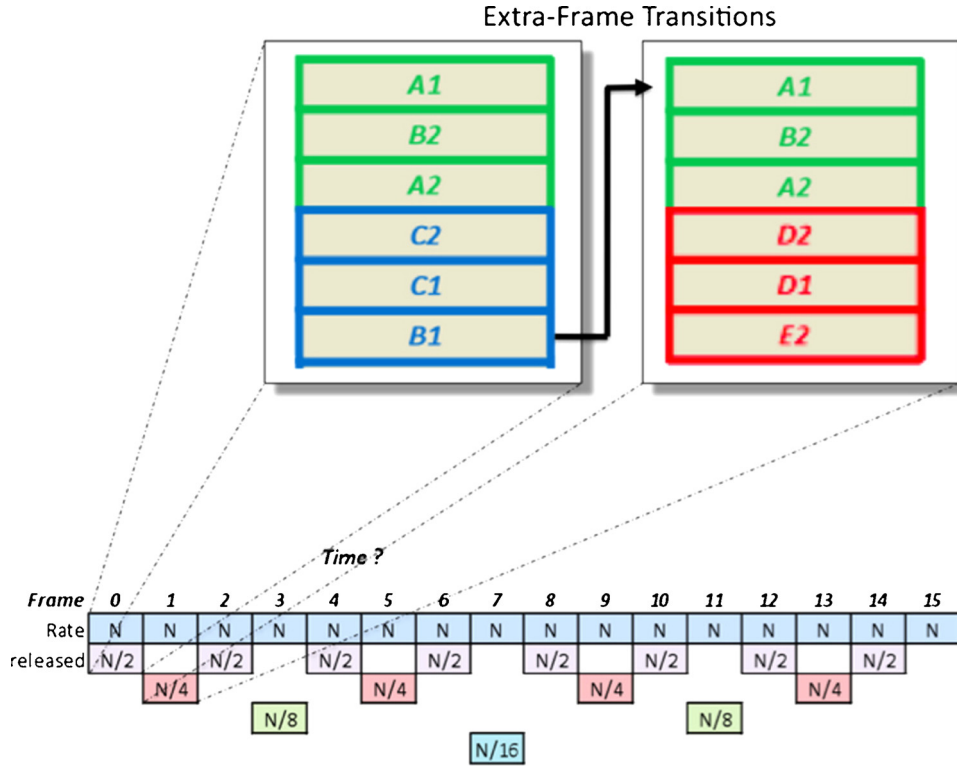 Extra-Frame Transitions
A1
B2
A2
C2
C1
B1
A1
B2
A2
D2
D1
E2
Time ?
Frame 0 1 2 3 4 5 6 7 8 9 10 11 12 13 14 15
Rate N N N N N N N N N N N N N N N N
released N/2 N/2 N/2 N/2 N/2 N/2 N/2 N/2
N/4 N/4 N/4 N/4
N/8 N/8
N/16